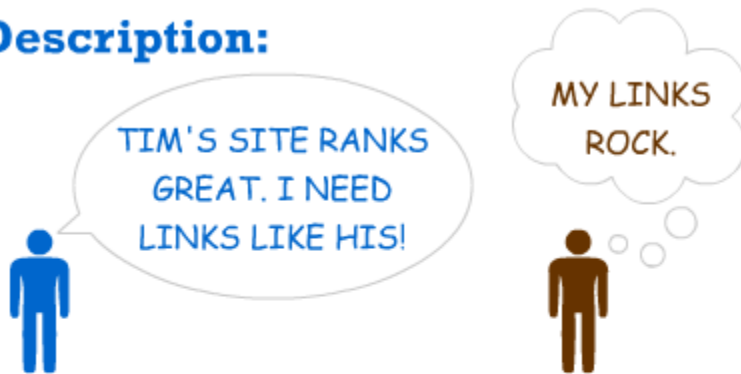 Description:
TIM'S SITE RANKS
GREAT. I NEED
LINKS LIKE HIS!
MY LINKS
ROCK.